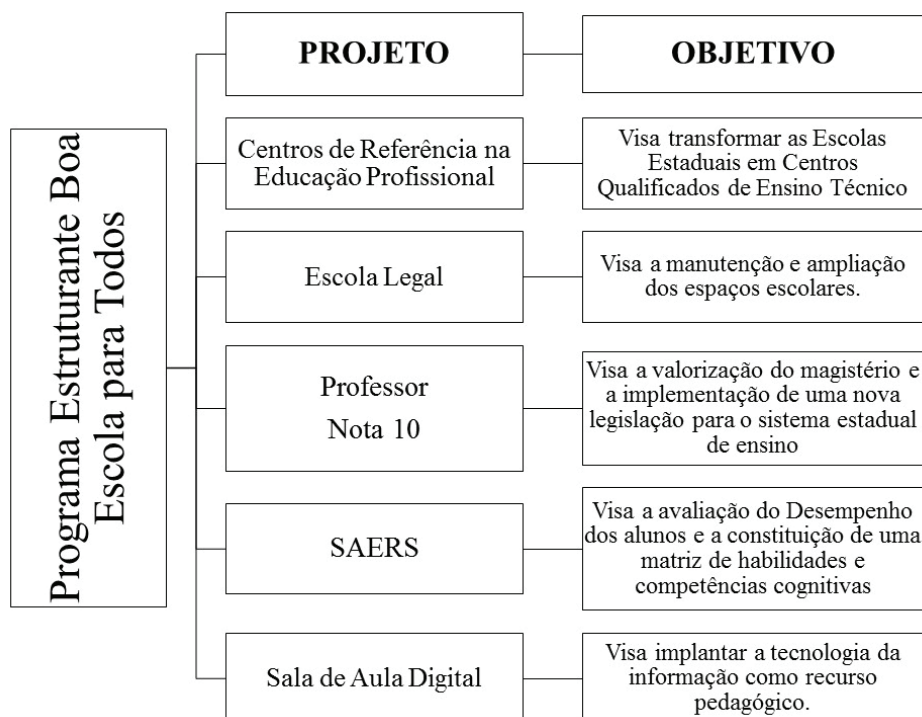 Programa Estruturante Boa
Escola para Todos
PROJETO
OBJETIVO
Centros de Referência na
Educação Profissional
Visa transformar as Escolas
Estaduais em Centros
Qualificados de Ensino Técnico
Escola Legal
Visa a manutenção e ampliação
dos espaços escolares.
Professor
Nota 10
Visa a valorização do magistério e
a implementação de uma nova
legislação para o sistema estadual
de ensino
SAERS
Visa a avaliação do Desempenho
dos alunos e a constituição de uma
matriz de habilidades e
competências cognitivas
Sala de Aula Digital
Visa implantar a tecnologia da
informação como recurso
pedagógico.